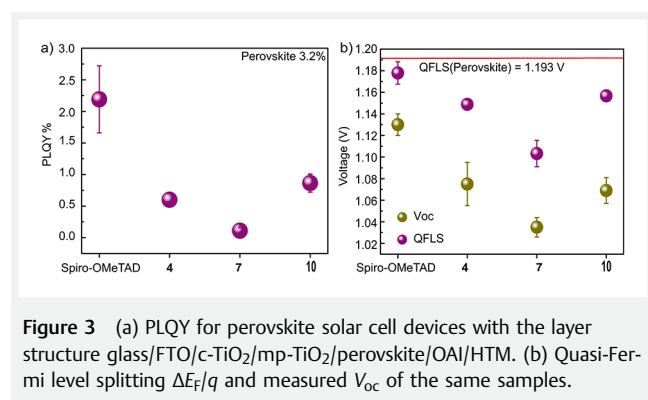 a)
3.0
Perovskite 3.2%
2.5
2.0
1.5
1.0
0.5
0.0
PLQY %
Spiro-OMeTAD 4 7 10
b)
1.20
QFLS(Perovskite) = 1.193 V
1.18
1.16
1.14
1.12
1.10
1.08
1.06
1.04
1.02
Voltage (V)
Voc
QFLS
Spiro-OMeTAD 4 7 10
Figure 3 (a) PLQY for perovskite solar cell devices with the layer
structure glass/FTO/c-TiO₂/mp-TiO₂/perovskite/OAI/HTM. (b) Quasi-Fer-
mi level splitting ΔE_F/q and measured V_oc of the same samples.